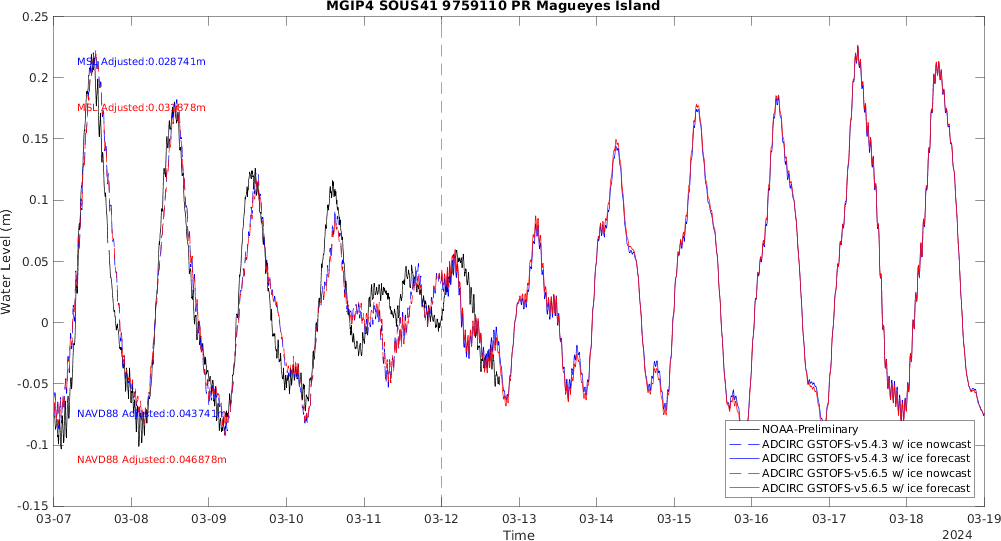 MGIP4 SOUS41 9759110 PR Magueyes Island
0.25
0.2
0.15
0.1
0.05
0
-0.05
-0.1
-0.15
Water Level (m)
MSL Adjusted:0.028741m
MSL Adjusted:0.031878m
NAVD88 Adjusted:0.043741m
NAVD88 Adjusted:0.046878m
NOAA-Preliminary
ADCIRC GSTOFS-v5.4.3 w/ ice nowcast
ADCIRC GSTOFS-v5.4.3 w/ ice forecast
ADCIRC GSTOFS-v5.6.5 w/ ice nowcast
ADCIRC GSTOFS-v5.6.5 w/ ice forecast
03-07 03-08 03-09 03-10 03-11 03-12 03-13 03-14 03-15 03-16 03-17 03-18 03-19
Time
2024